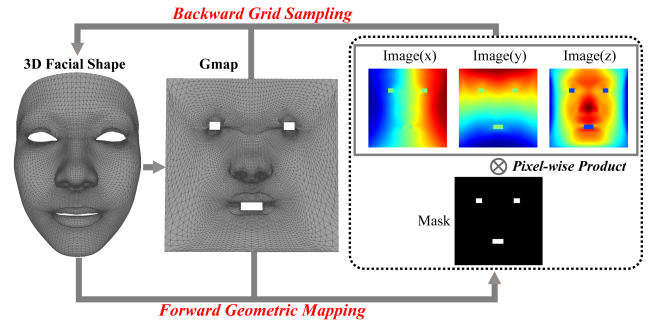 Backward Grid Sampling
3D Facial Shape
Gmap
Image(x)
Image(y)
Image(z)
Pixel-wise Product
Mask
Forward Geometric Mapping